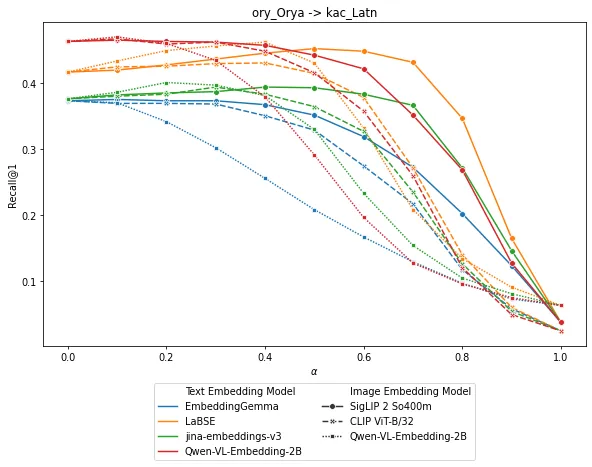 ory_Orya -> kac_Latn
Recall@1
0.4
0.3
0.2
0.1
0.0 0.2 0.4 0.6 0.8 1.0
α
Text Embedding Model
EmbeddingGemma
LaBSE
jina-embeddings-v3
Qwen-VL-Embedding-2B
Image Embedding Model
SigLIP 2 So400m
CLIP ViT-B/32
Qwen-VL-Embedding-2B